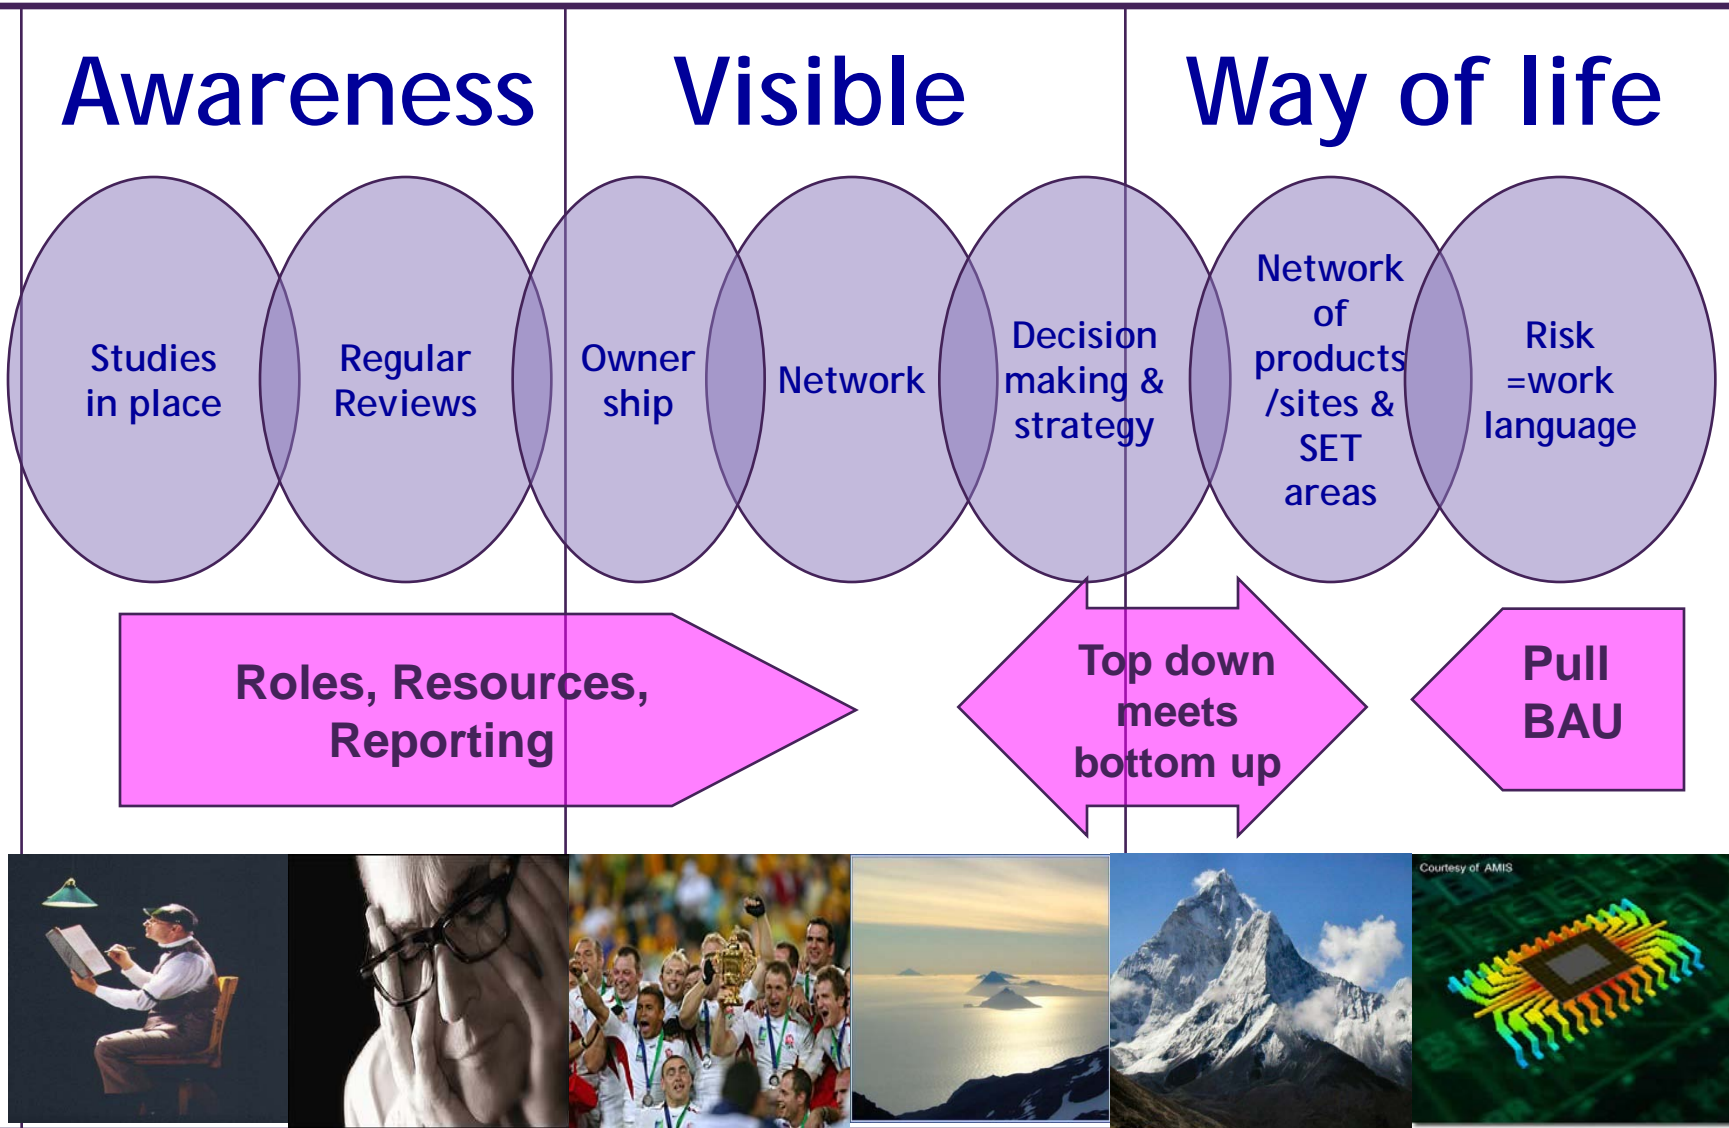 Awareness
Visible
Way of life
Studies
in place
Regular
Reviews
Owner
ship
Network
Decision
making &
strategy
Network
of
products
/sites &
SET
areas
Risk
=work
language
Roles, Resources,
Reporting
Top down
meets
bottom up
Pull
BAU
Courtesy of AMIS